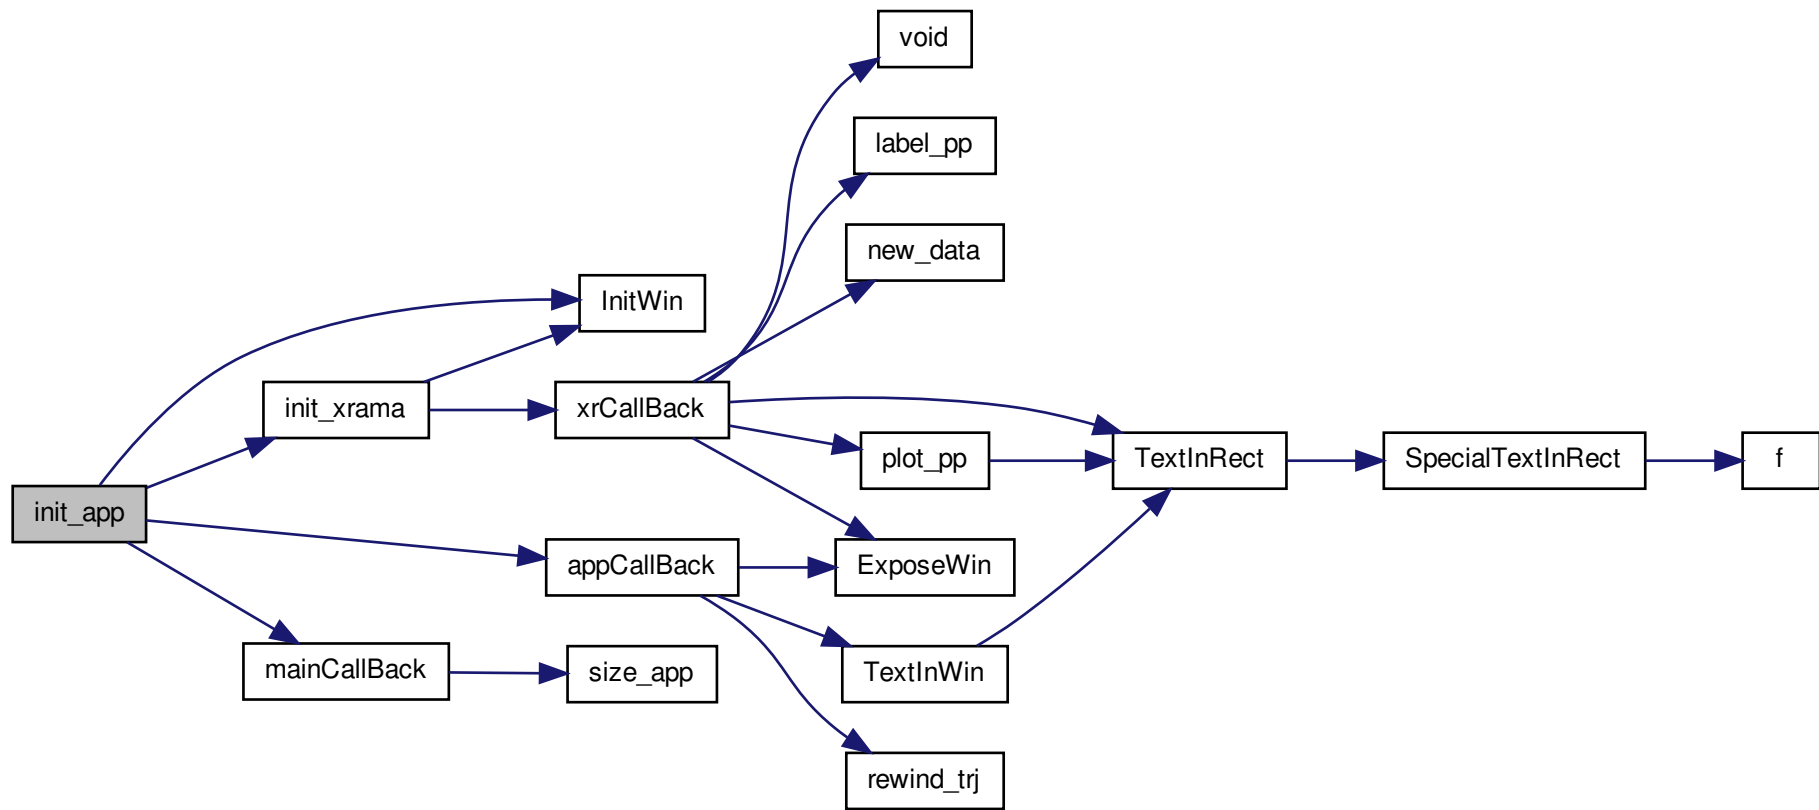 void
label_pp
new_data
InitWin
init_xrama
xrCallBack
plot_pp
TextInRect
SpecialTextInRect
f
init_app
appCallBack
ExposeWin
mainCallBack
size_app
TextInWin
rewind_trj